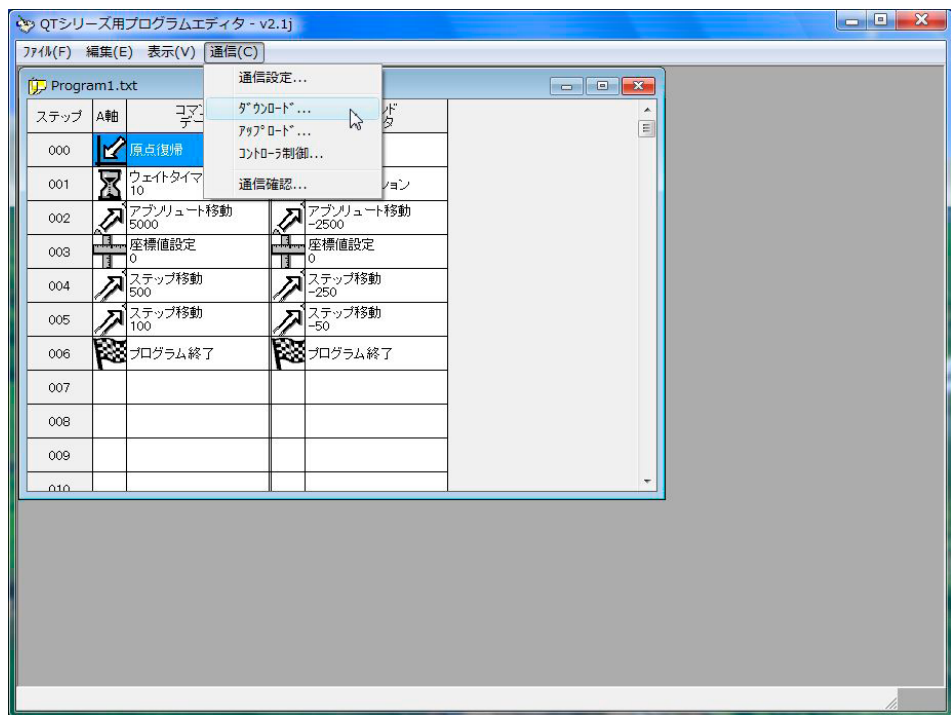 QTシリーズ用プログラムエディタ - v2.1j
ﾌｧｲﾙ(F) 編集(E) 表示(V) 通信(C)
通信設定...
ﾀﾞｳﾝﾛｰﾄﾞ...
ｱｯﾌﾟﾛｰﾄﾞ...
ｺﾝﾄﾛｰﾗ制御...
通信確認...
Program1.txt
ステップ A軸
000 原点復帰
001 ウェイトタイマ
10
002 アブソリュート移動 アブソリュート移動
5000 -2500
003 座標値設定 座標値設定
0 0
004 ステップ移動 ステップ移動
500 -250
005 ステップ移動 ステップ移動
100 -50
006 プログラム終了 プログラム終了
007
008
009
010